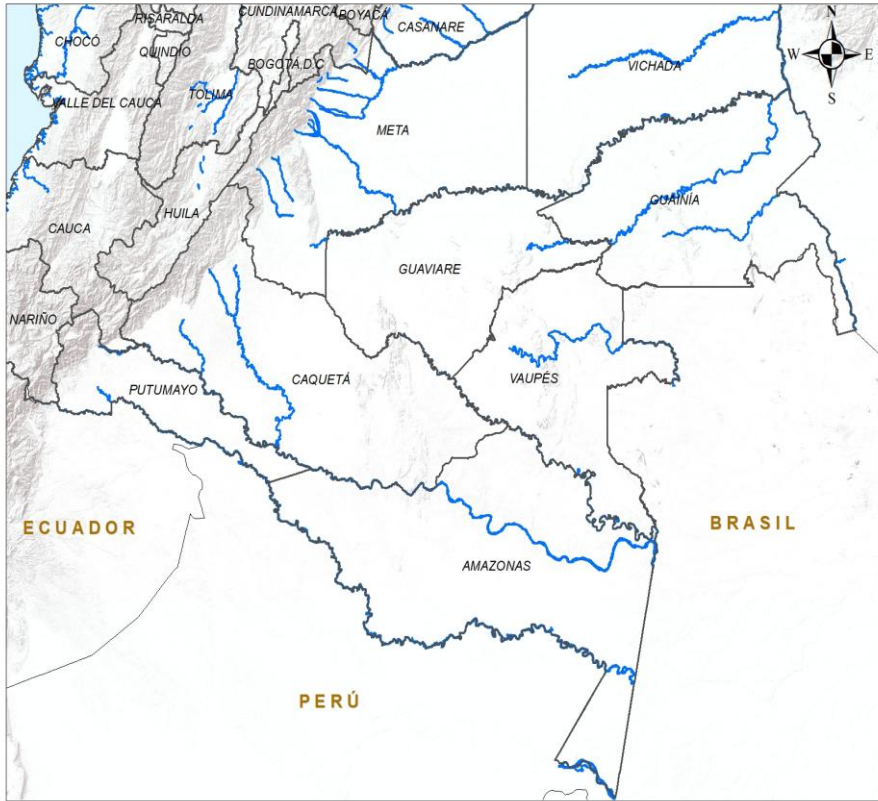 CUNDINAMARCA
BOYACÁ
RISARALDA
CASANARE
CHOCÓ
QUINDIO
BOGOTÁ D.C
VICHADA
N
W
E
S
VALLE DEL CAUCA
TOLIMA
META
GUAINÍA
HUILA
CAUCA
GUAVIARE
NARIÑO
CAQUETÁ
VAUPÉS
PUTUMAYO
ECUADOR
BRASIL
AMAZONAS
PERÚ